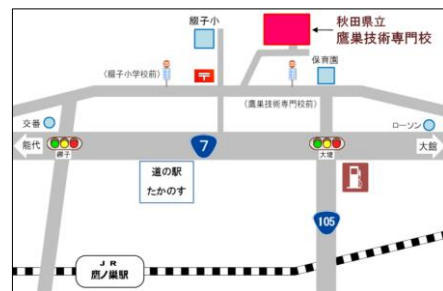 綴子小
秋田県立
鷹巣技術専門校
保育園
(綴子小学校前)
〒
(鷹巣技術専門校前)
交番
ローソン
能代
綴子
7
大堤
大館
道の駅
たかのす
105
JR
鷹ノ巣駅